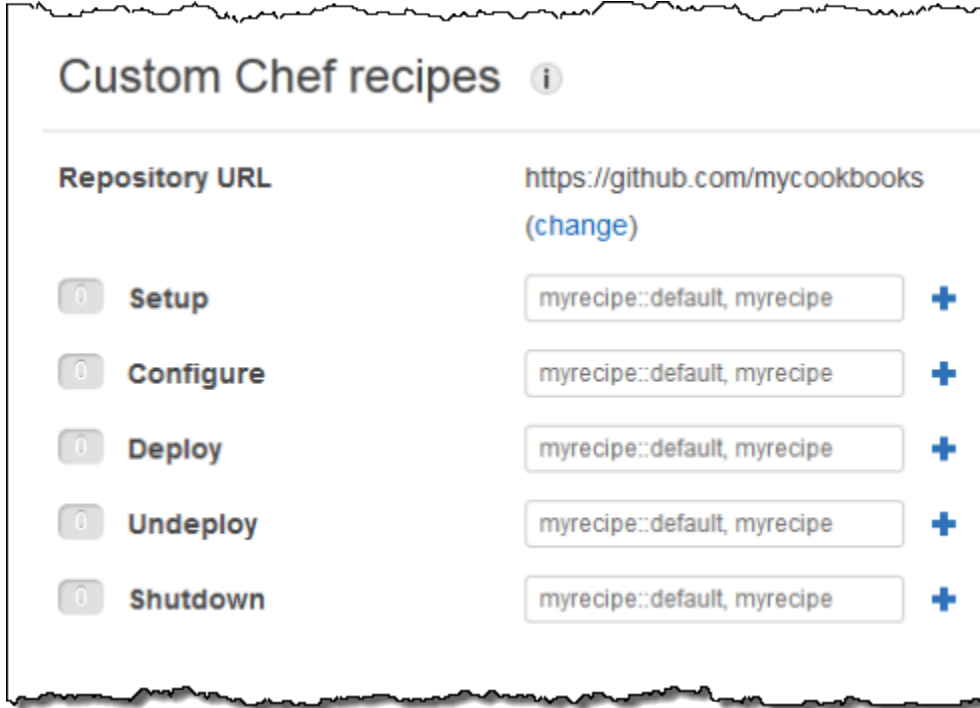 Custom Chef recipes i
Repository URL https://github.com/mycookbooks
(change)
0 Setup myrecipe::default, myrecipe
0 Configure myrecipe::default, myrecipe
0 Deploy myrecipe::default, myrecipe
0 Undeploy myrecipe::default, myrecipe
0 Shutdown myrecipe::default, myrecipe